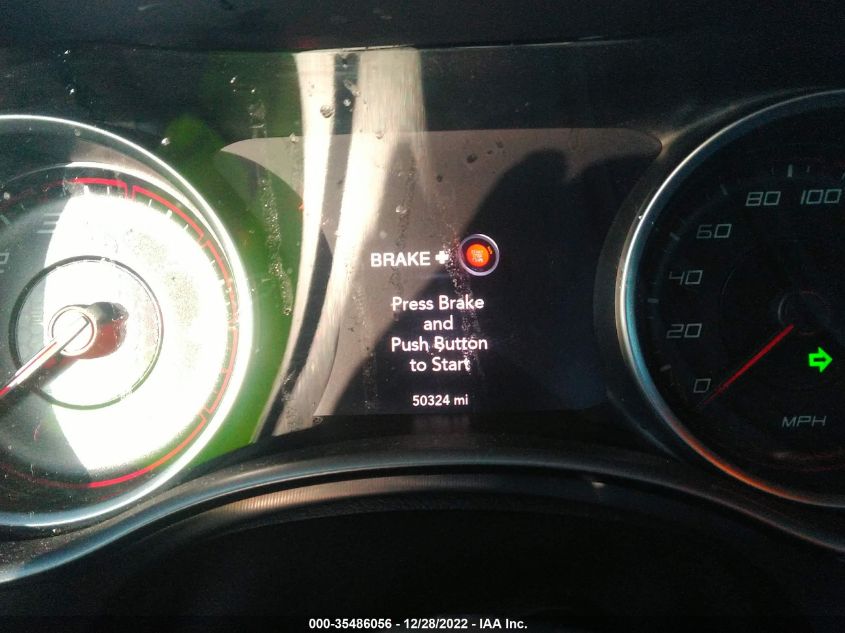 80 100
60
BRAKE +
2
40
Press Brake
and
20
Push Button
to Start
0
50324 mi
MPH
000-35486056 - 12/28/2022 - IAA Inc.